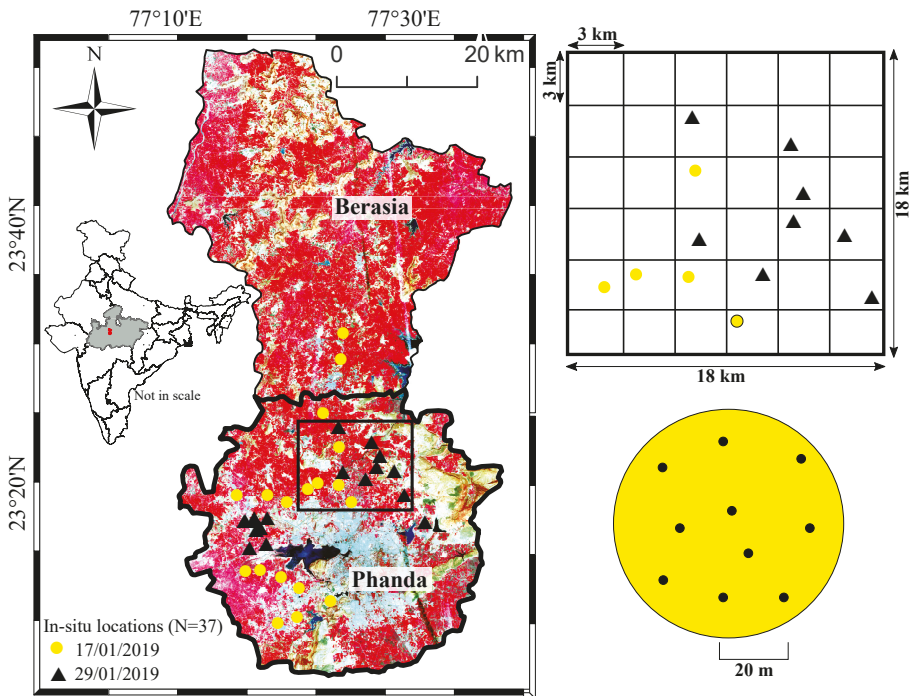 77°10'E
77°30'E
N
0
20 km
3 km
3 km
Berasia
23°40'N
18 km
Not in scale
18 km
23°20'N
Phanda
In-situ locations (N=37)
17/01/2019
29/01/2019
20 m